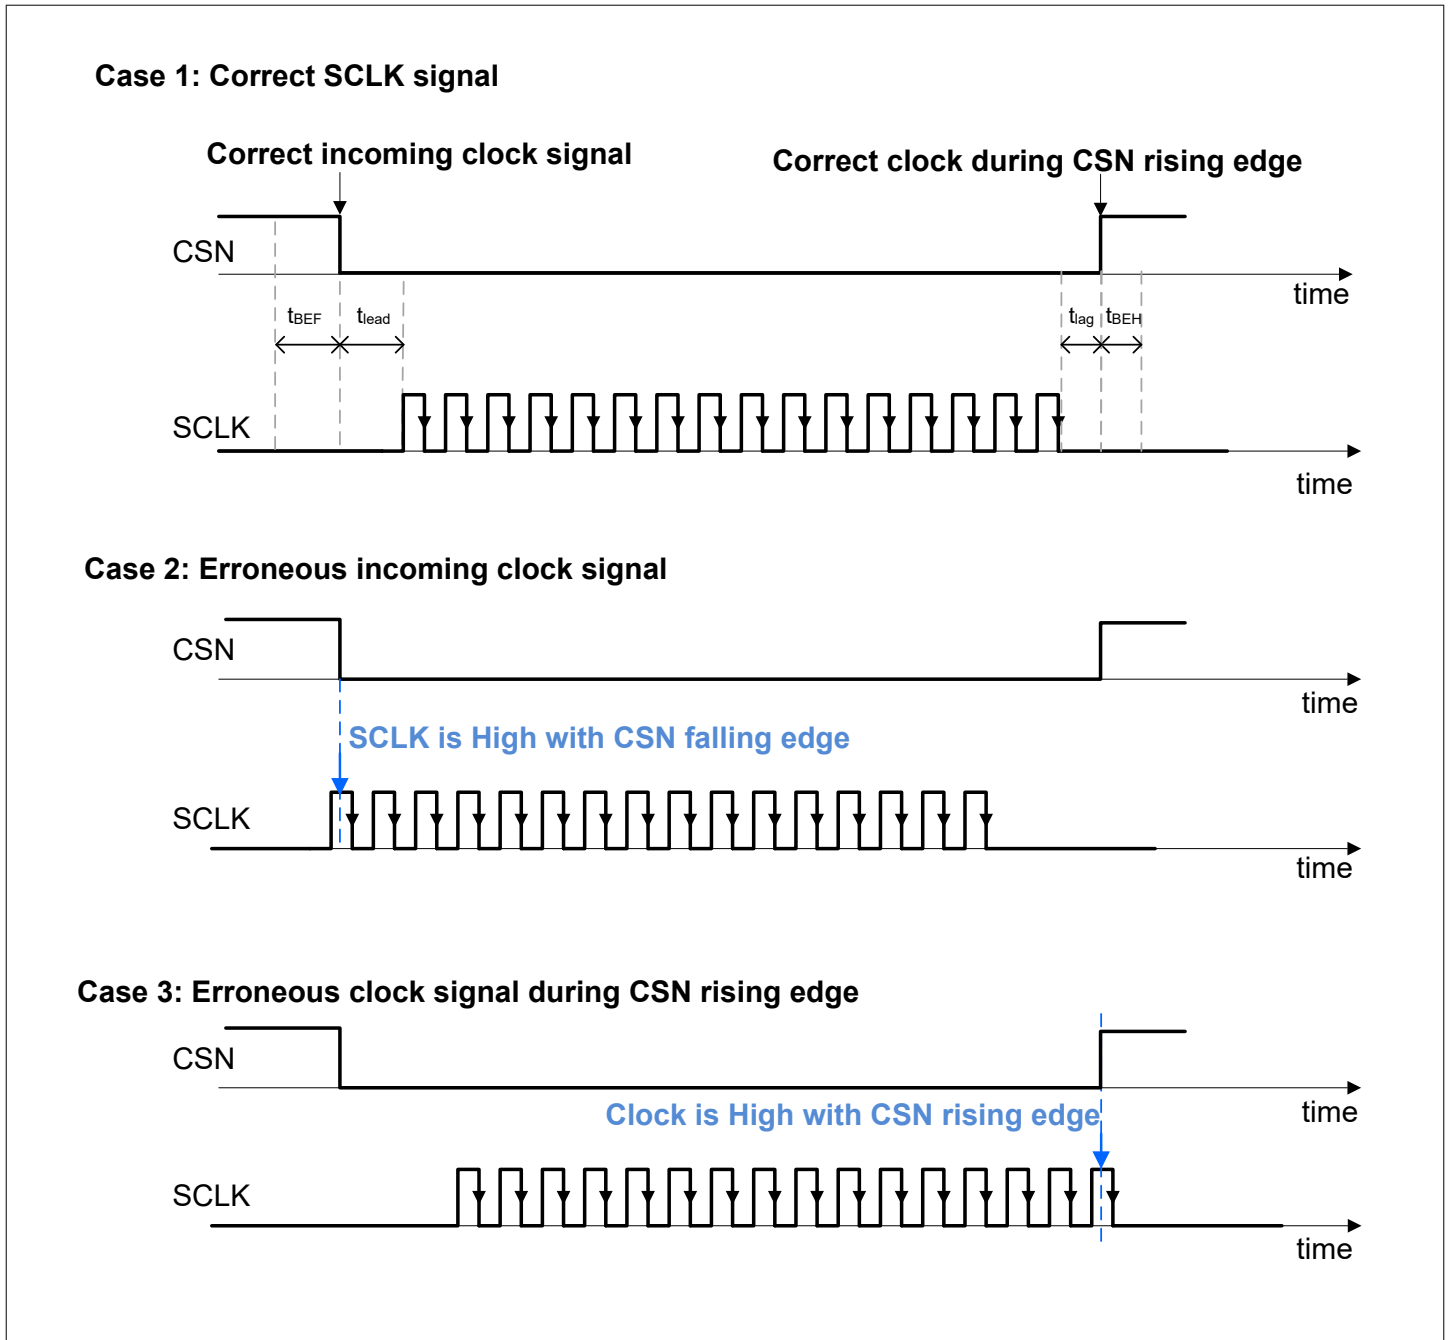 Case 1: Correct SCLK signal
Correct incoming clock signal
Correct clock during CSN rising edge
CSN
time
tBEF
tlead
tlag
tBEH
SCLK
time
Case 2: Erroneous incoming clock signal
CSN
time
SCLK is High with CSN falling edge
SCLK
time
Case 3: Erroneous clock signal during CSN rising edge
CSN
time
Clock is High with CSN rising edge
SCLK
time